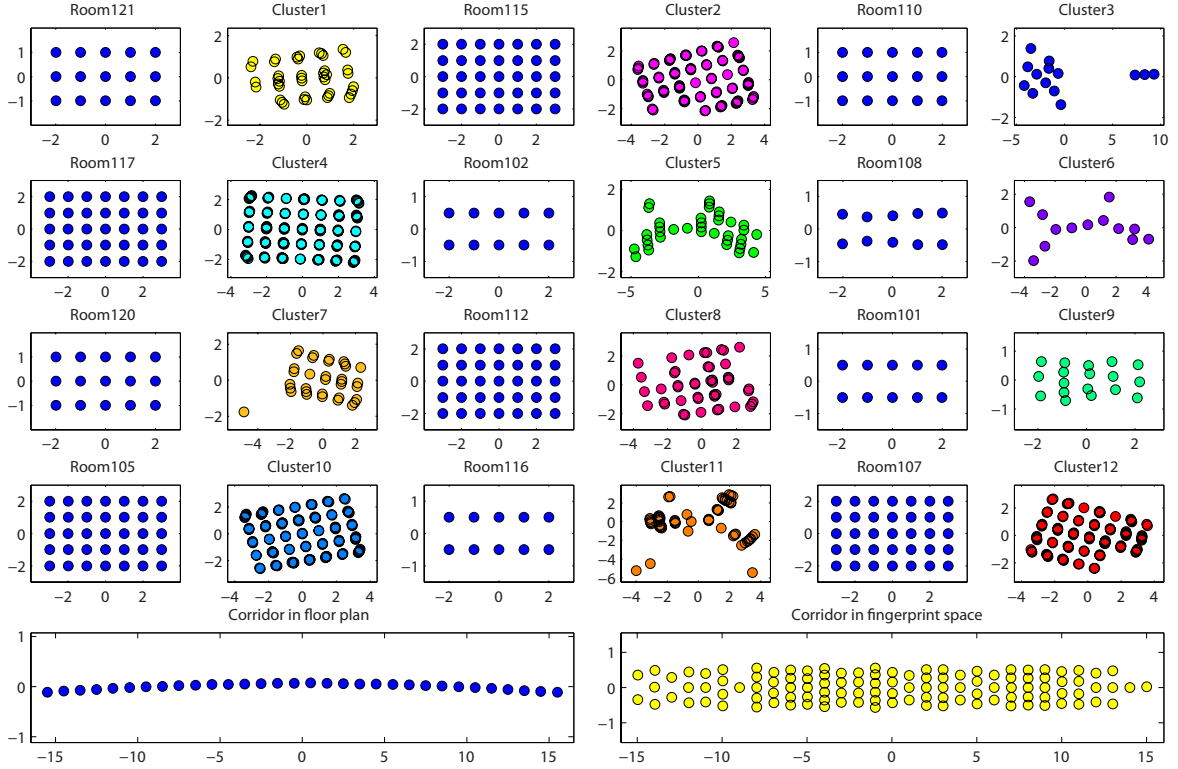 Room121 Cluster1 Room115 Cluster2 Room110 Cluster3
1 2 2 2 1 2
0 0 0 0 0 0
−1 −2 −2 −2 −1 −2
−2 0 2 −2 0 2 −2 0 2 −4 −2 0 2 4 −2 0 2 −5 0 5 10
Room117 Cluster4 Room102 Cluster5 Room108 Cluster6
2 2 1 2 1 2
0 0 0 0 0 0
−2 −2 −1 −2 −1 −2
−2 0 2 −4 −2 0 2 4 −2 0 2 −5 0 5 −2 0 2 −4 −2 0 2 4
Room120 Cluster7 Room112 Cluster8 Room101 Cluster9
1 2 2 2 1 1
0 0 0 0 0 0
−1 −2 −2 −2 −1 −1
−2 0 2 −4 −2 0 2 −2 0 2 −4 −2 0 2 4 −2 0 2 −2 0 2
Room105 Cluster10 Room116 Cluster11 Room107 Cluster12
2 2 1 2 2 2
0 0 0 0 0 0
−2 −2 −1 −2 −2 −2
−4
−6
−2 0 2 −4 −2 0 2 4 −2 0 2 −4 −2 0 2 4 −2 0 2 −4 −2 0 2 4
Corridor in floor plan Corridor in fingerprint space
1 1
0 0
−1 −1
−15 −10 −5 0 5 10 15 −15 −10 −5 0 5 10 15